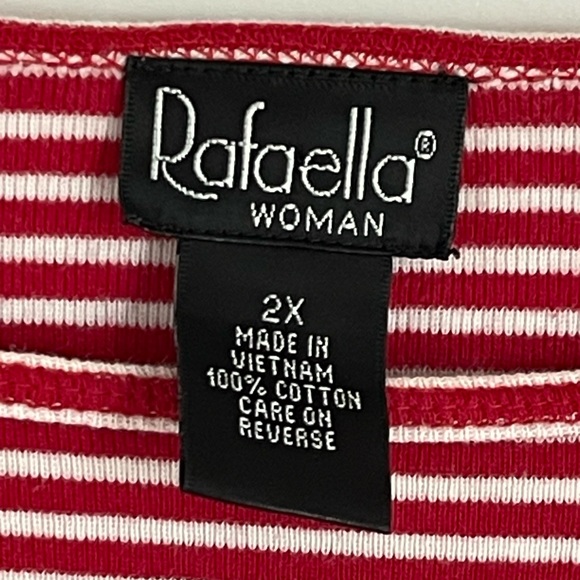 Rafaella®
WOMAN
2X
MADE IN
VIETNAM
100% COTTON
CARE ON
REVERSE